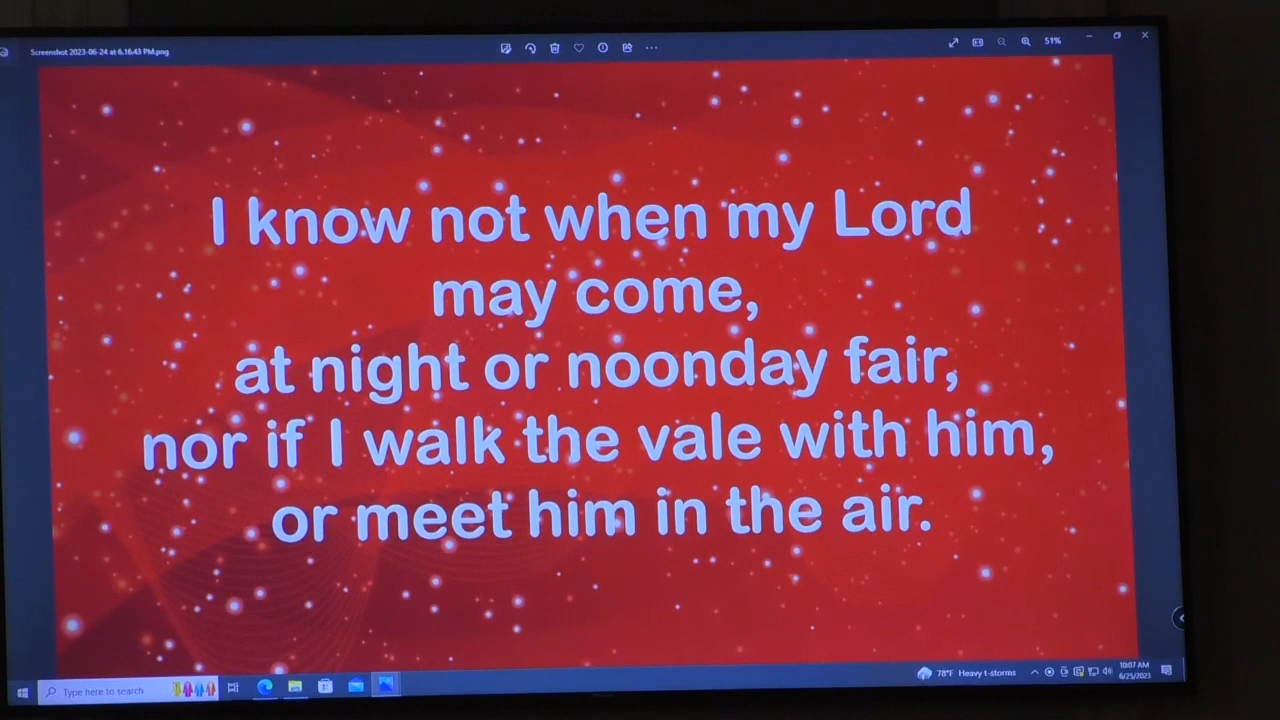 Screenshot 2023-06-24 at 6.16.43 PM.png
51%
I know not when my Lord
may come,
at night or noonday fair,
nor if I walk the vale with him,
or meet him in the air.
Type here to search
78°F Heavy t-storms
10:07 AM
6/25/2023